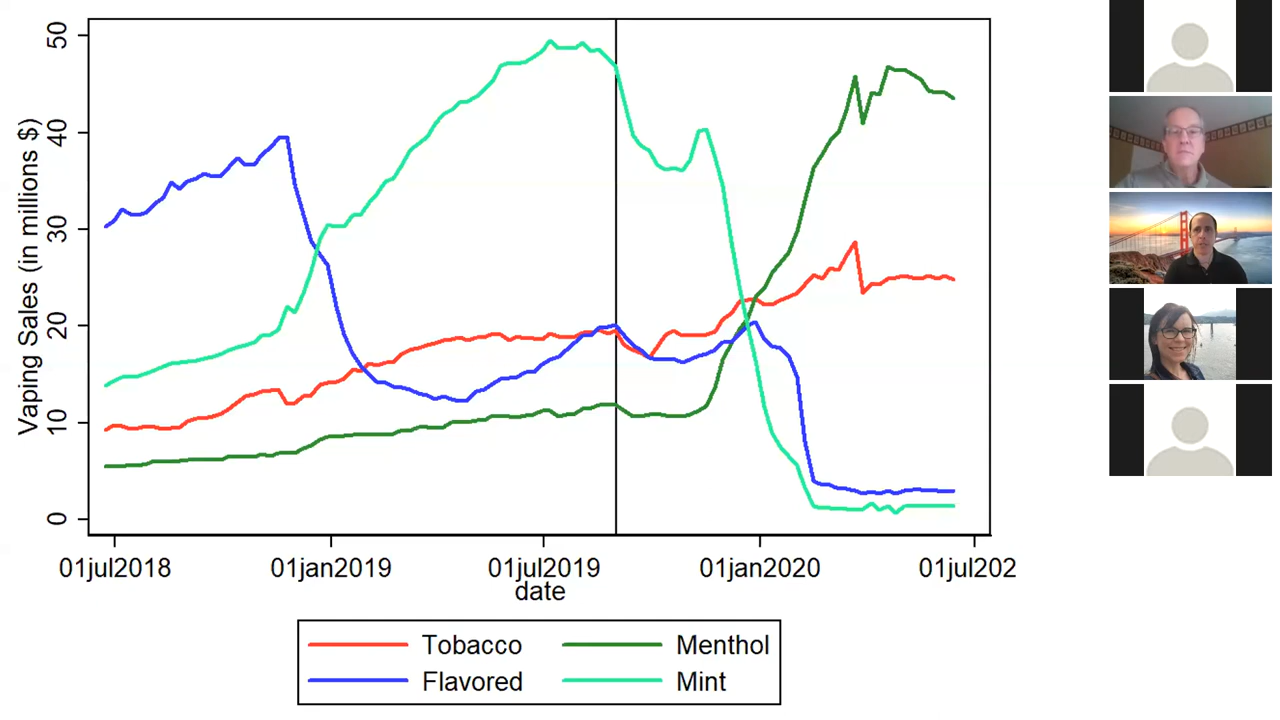 Vaping Sales (in millions $)
50
40
30
20
10
0
01jul2018 01jan2019 01jul2019 01jan2020 01jul202
date
Tobacco Menthol
Flavored Mint